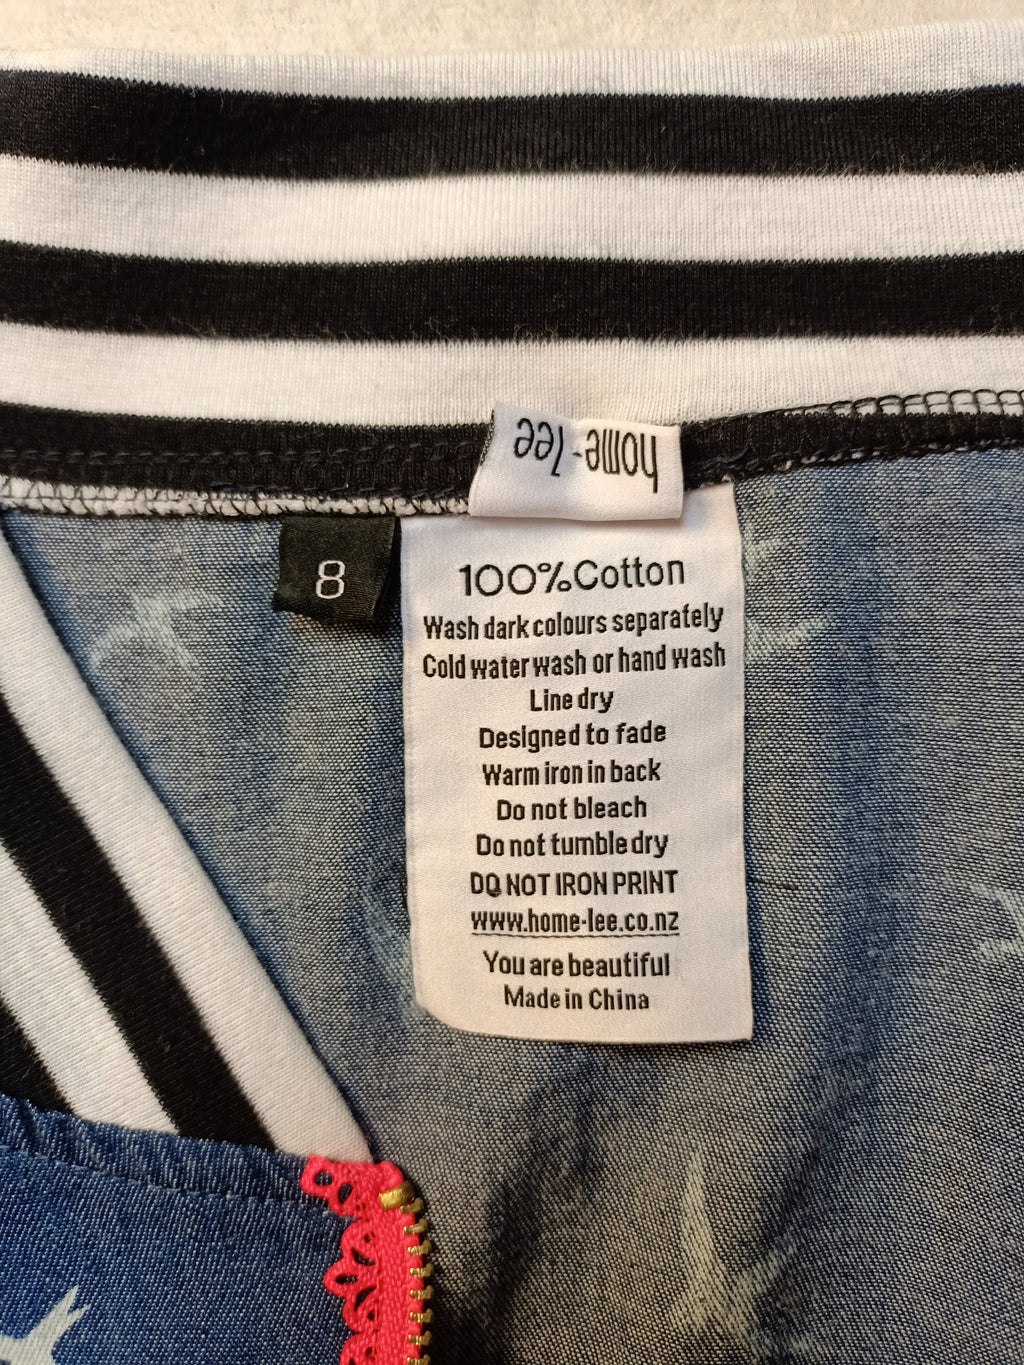 home-lee
8
100%Cotton
Wash dark colours separately
Cold water wash or hand wash
Line dry
Designed to fade
Warm iron in back
Do not bleach
Do not tumble dry
DO NOT IRON PRINT
www.home-lee.co.nz
You are beautiful
Made in China